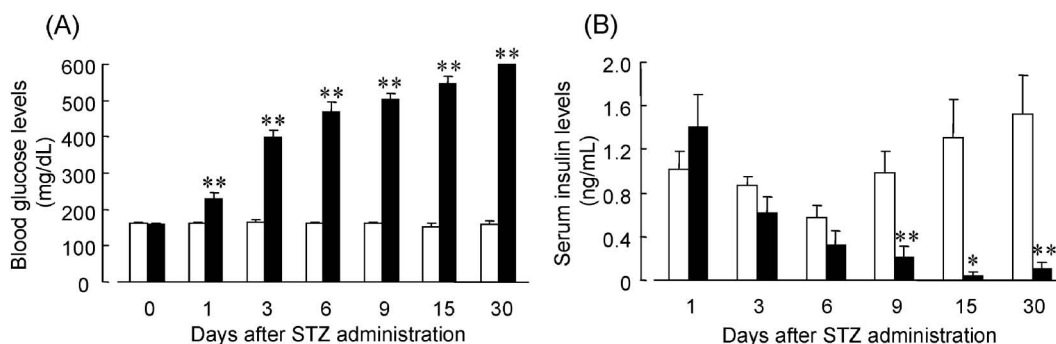 (A)
Blood glucose levels
(mg/dL)
600
500
400
300
200
100
0
**
**
**
**
**
**
0 1 3 6 9 15 30
Days after STZ administration
(B)
Serum insulin levels
(ng/mL)
2.0
1.6
1.2
0.8
0.4
0
**
*
**
1 3 6 9 15 30
Days after STZ administration